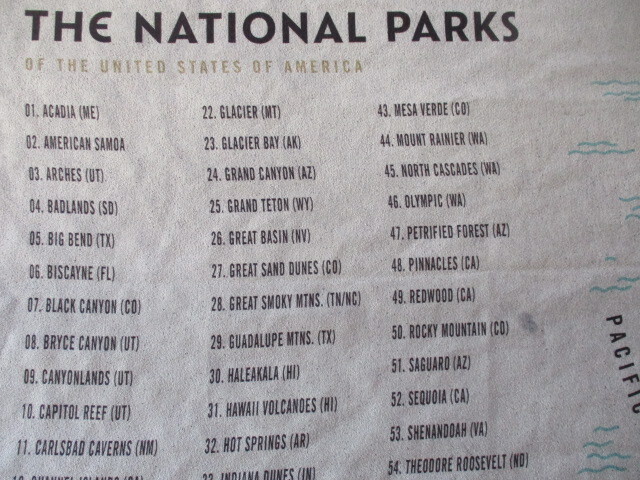 THE NATIONAL PARKS
OF THE UNITED STATES OF AMERICA
01. ACADIA (ME)
02. AMERICAN SAMOA
03. ARCHES (UT)
04. BADLANDS (SD)
05. BIG BEND (TX)
06. BISCAYNE (FL)
07. BLACK CANYON (CO)
08. BRYCE CANYON (UT)
09. CANYONLANDS (UT)
10. CAPITOL REEF (UT)
11. CARLSBAD CAVERNS (NM)
22. GLACIER (MT)
23. GLACIER BAY (AK)
24. GRAND CANYON (AZ)
25. GRAND TETON (WY)
26. GREAT BASIN (NV)
27. GREAT SAND DUNES (CO)
28. GREAT SMOKY MTNS. (TN/NC)
29. GUADALUPE MTNS. (TX)
30. HALEAKALA (HI)
31. HAWAII VOLCANOES (HI)
32. HOT SPRINGS (AR)
33. INDIANA DUNES (IN)
43. MESA VERDE (CO)
44. MOUNT RAINIER (WA)
45. NORTH CASCADES (WA)
46. OLYMPIC (WA)
47. PETRIFIED FOREST (AZ)
48. PINNACLES (CA)
49. REDWOOD (CA)
50. ROCKY MOUNTAIN (CO)
51. SAGUARO (AZ)
52. SEQUOIA (CA)
53. SHENANDOAH (VA)
54. THEODORE ROOSEVELT (ND)
PACIFIC